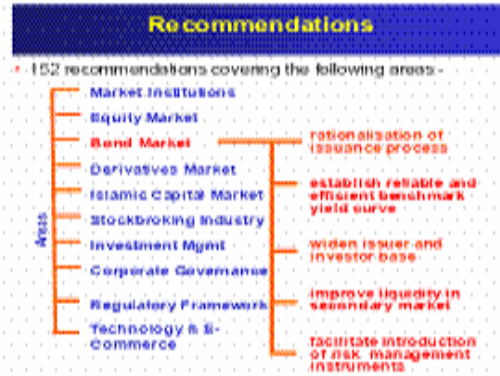 Recommendations
152 recommendations covering the following areas:-
Areas
Market Institutions
Equity Market
Bond Market
Derivatives Market
Islamic Capital Market
Stockbroking Industry
Investment Mgmt
Corporate Governance
Regulatory Framework
Technology & E-
Commerce
rationalisation of
issuance process
establish reliable and
efficient benchmark
yield curve
widen issuer and
investor base
improve liquidity in
secondary market
facilitate introduction
of risk management
instruments